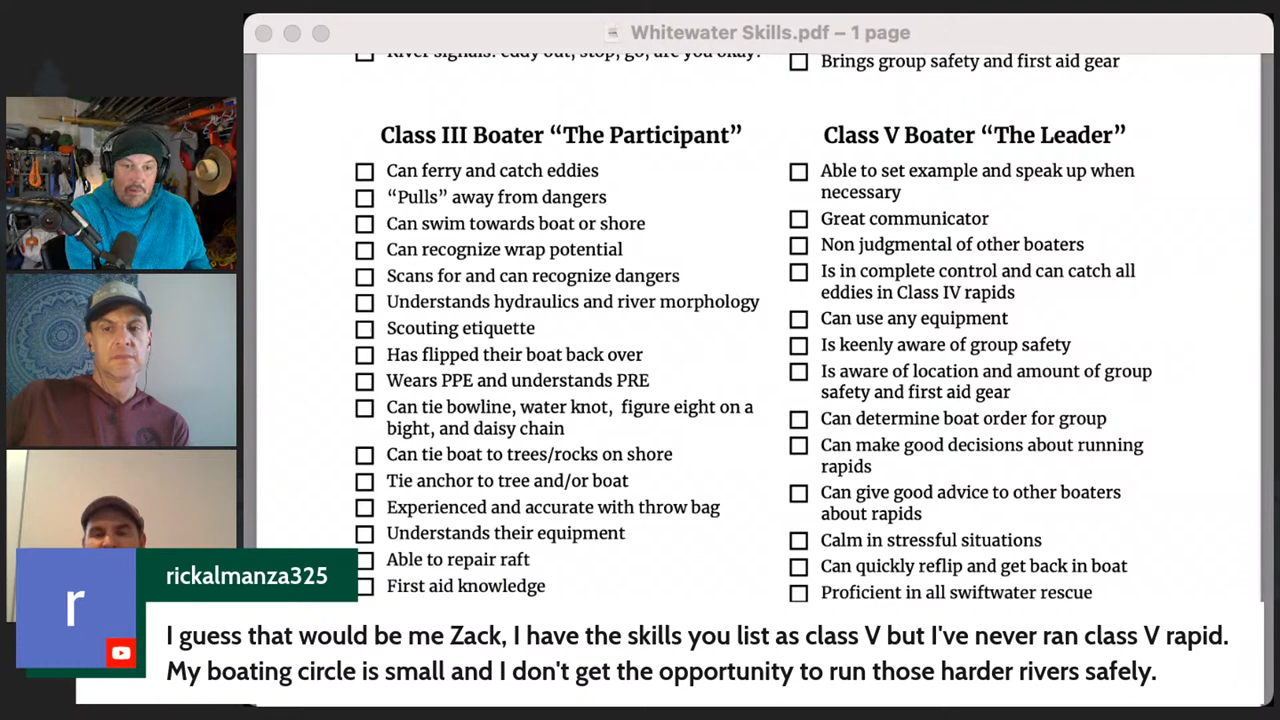 Whitewater Skills.pdf – 1 page
River signals: eddy out, stop, go, are you okay?
Brings group safety and first aid gear
Class III Boater “The Participant”
Can ferry and catch eddies
“Pulls” away from dangers
Can swim towards boat or shore
Can recognize wrap potential
Scans for and can recognize dangers
Understands hydraulics and river morphology
Scouting etiquette
Has flipped their boat back over
Wears PPE and understands PRE
Can tie bowline, water knot,  figure eight on a
bight, and daisy chain
Can tie boat to trees/rocks on shore
Tie anchor to tree and/or boat
Experienced and accurate with throw bag
Understands their equipment
Able to repair raft
First aid knowledge
Class V Boater “The Leader”
Able to set example and speak up when
necessary
Great communicator
Non judgmental of other boaters
Is in complete control and can catch all
eddies in Class IV rapids
Can use any equipment
Is keenly aware of group safety
Is aware of location and amount of group
safety and first aid gear
Can determine boat order for group
Can make good decisions about running
rapids
Can give good advice to other boaters
about rapids
Calm in stressful situations
Can quickly reflip and get back in boat
Proficient in all swiftwater rescue
r
rickalmanza325
I guess that would be me Zack, I have the skills you list as class V but I've never ran class V rapid.
My boating circle is small and I don't get the opportunity to run those harder rivers safely.